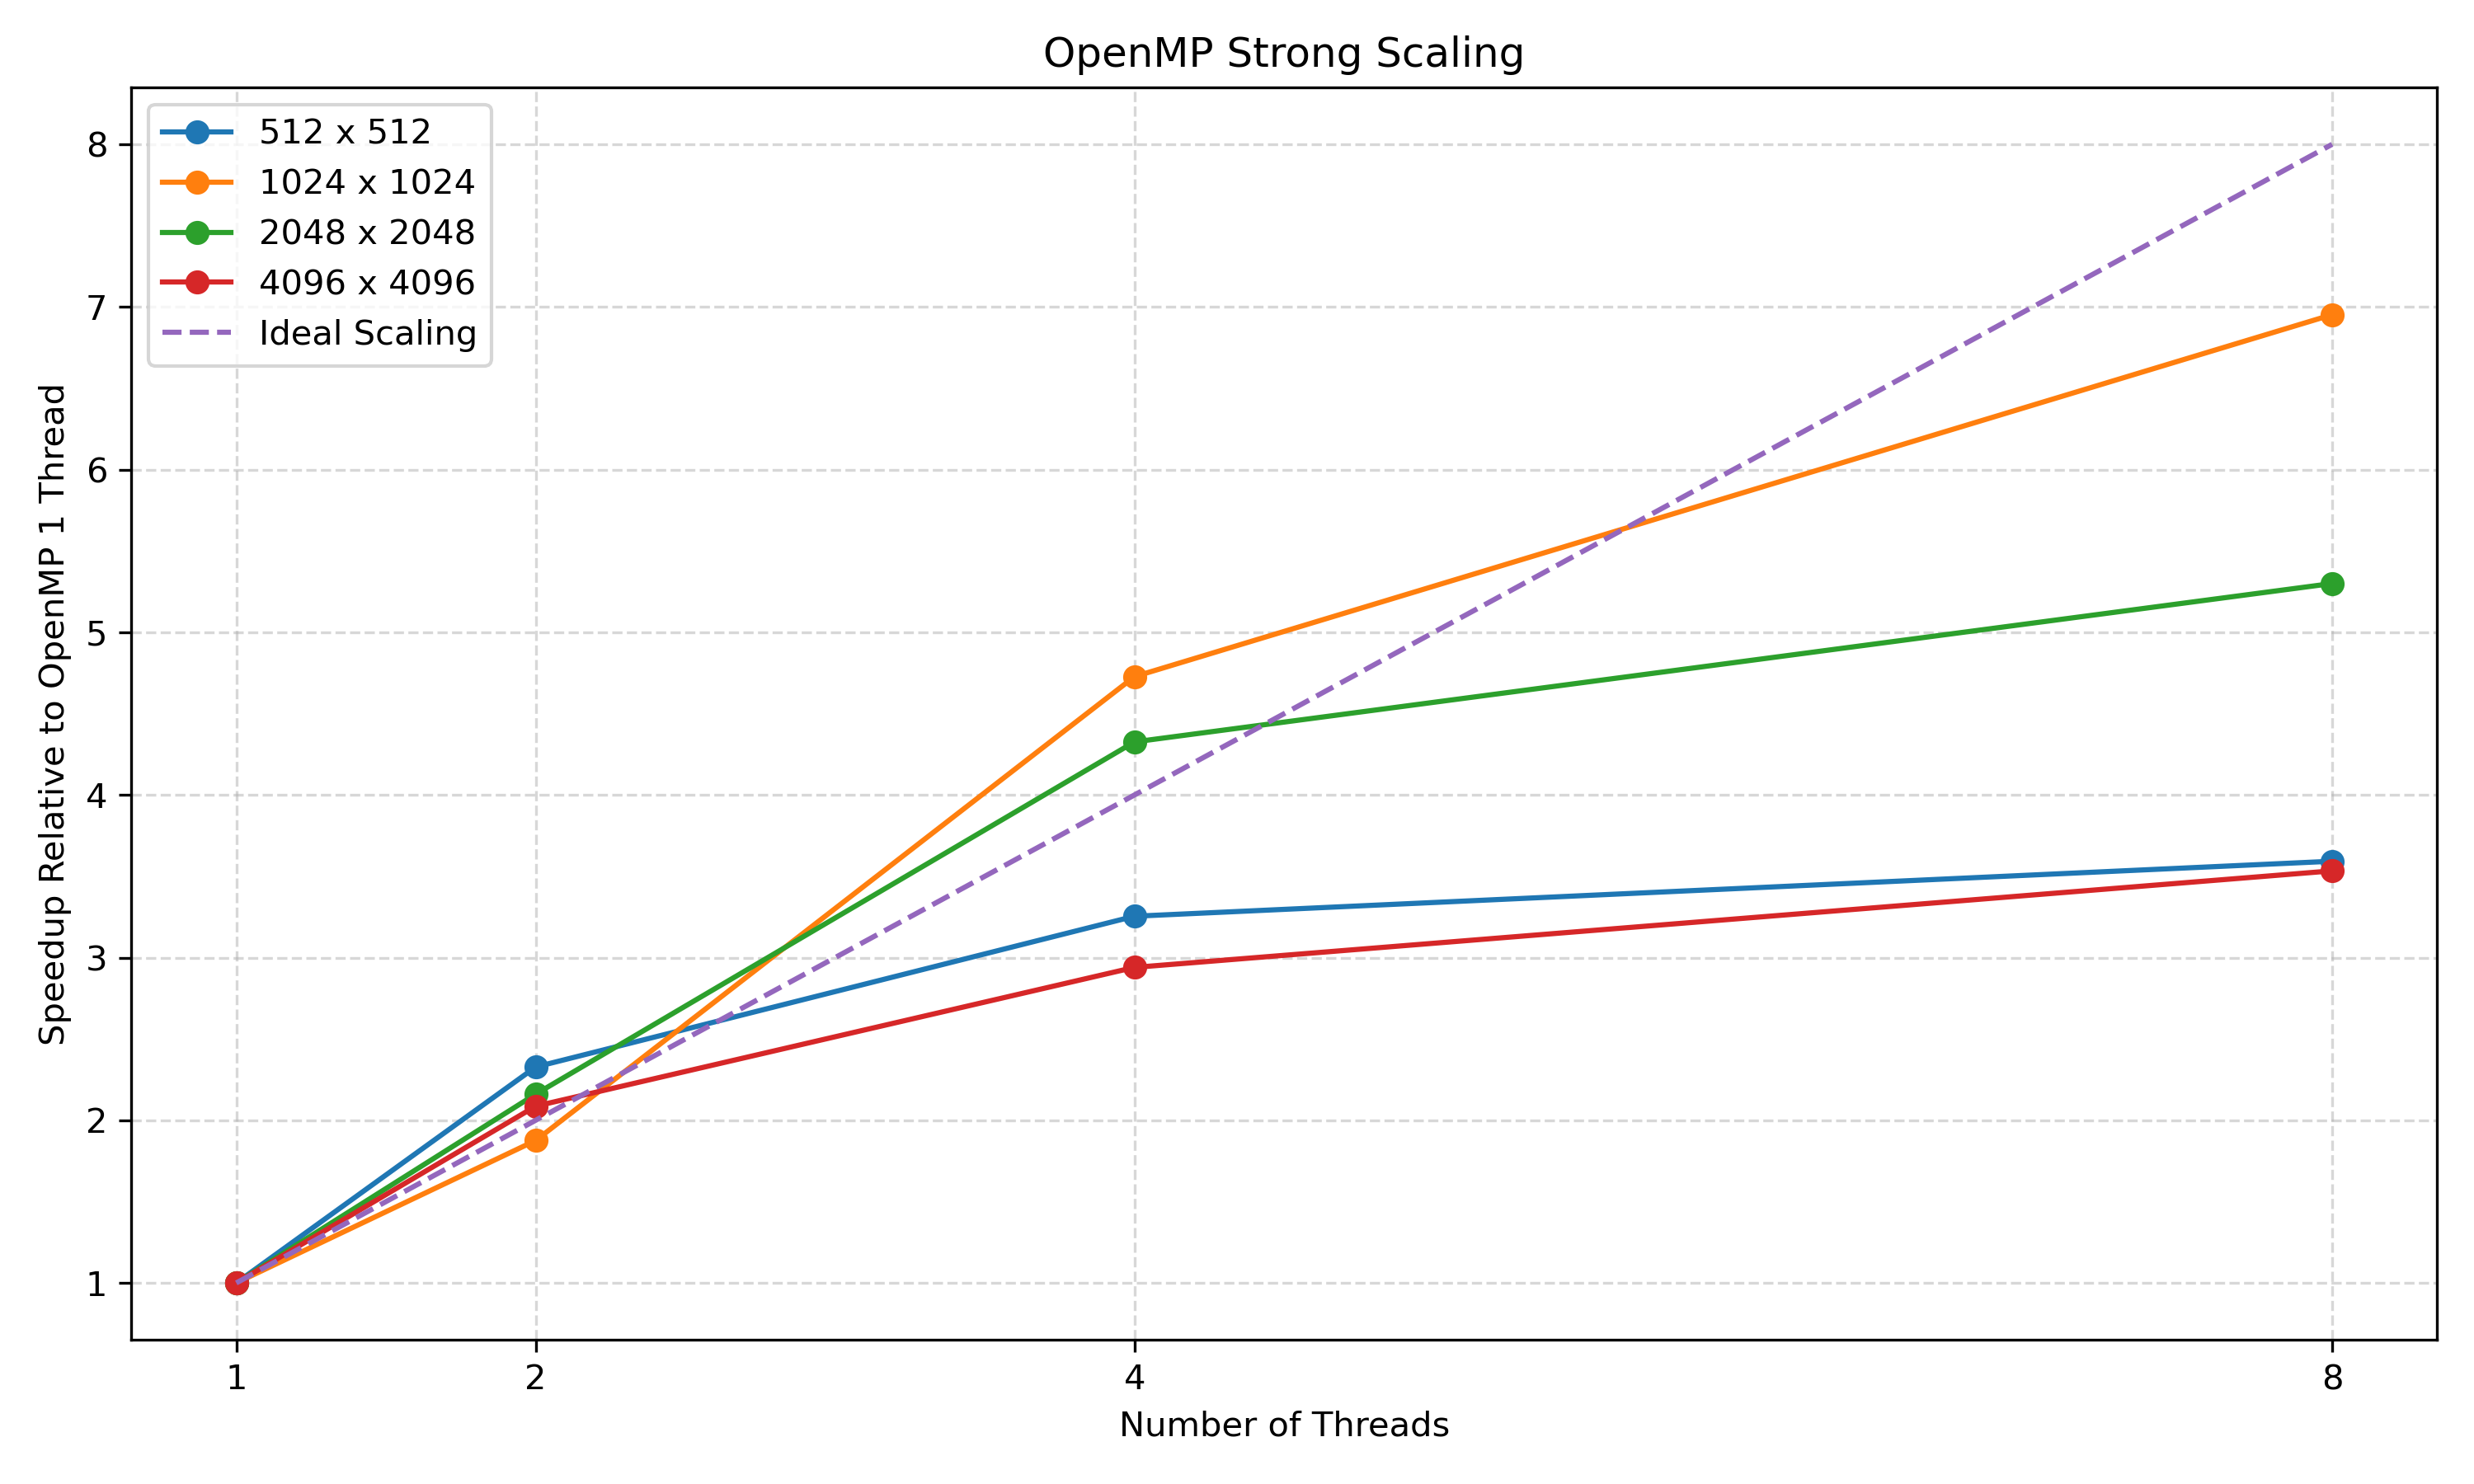 OpenMP Strong Scaling
512 x 512
1024 x 1024
2048 x 2048
4096 x 4096
Ideal Scaling
Speedup Relative to OpenMP 1 Thread
8
7
6
5
4
3
2
1
1 2 4 8
Number of Threads